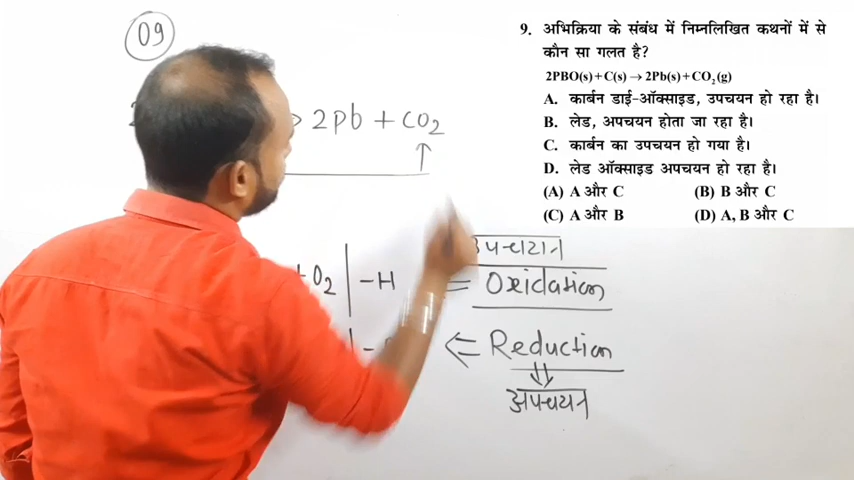 09
2Pb + CO₂
↑
9. अभिक्रिया के संबंध में निम्नलिखित कथनों में से
कौन सा गलत है?
2PBO(s)+C(s)→2Pb(s)+CO₂(g)
A. कार्बन डाई-ऑक्साइड, उपचयन हो रहा है।
B. लेड, अपचयन होता जा रहा है।
C. कार्बन का उपचयन हो गया है।
D. लेड ऑक्साइड अपचयन हो रहा है।
(A) A और C (B) B और C
(C) A और B (D) A, B और C
उपचयन
+O₂ | -H = Oxidation
⇐ Reduction
⇓
अपचयन